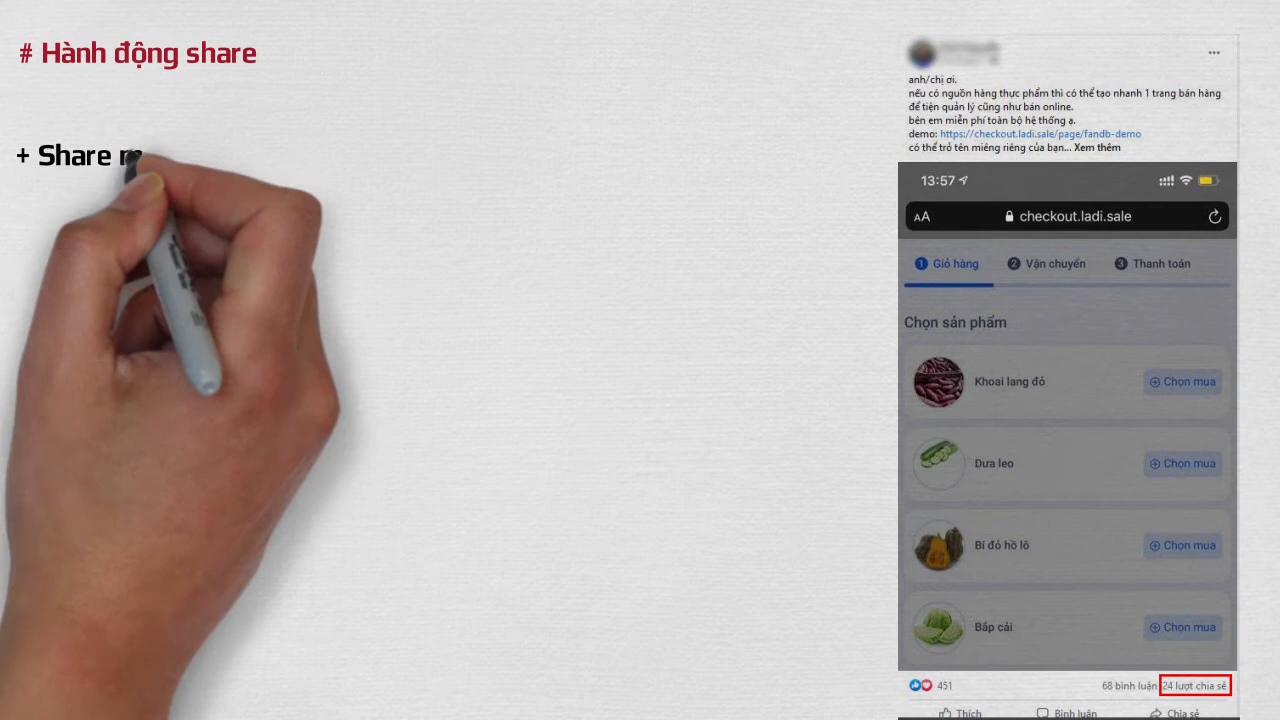 # Hành động share
+ Share
anh/chị ơi.
nếu có nguồn hàng thực phẩm thì có thể tạo nhanh 1 trang bán hàng
để tiện quản lý cũng như bán online.
bên em miễn phí toàn bộ hệ thống ạ.
demo: https://checkout.ladi.sale/page/fandb-demo
có thể trỏ tên miêng riêng của bạn... Xem thêm
13:57
AA checkout.ladi.sale
1 Giỏ hàng 2 Vận chuyển 3 Thanh toán
Chọn sản phẩm
Khoai lang đỏ Chọn mua
Dưa leo Chọn mua
Bí đỏ hồ lô Chọn mua
Bắp cải Chọn mua
451 68 bình luận 24 lượt chia sẻ
Thích Bình luận Chia sẻ